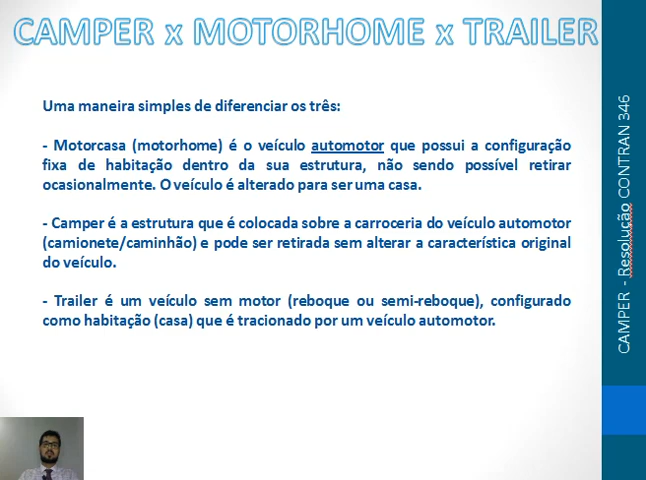 CAMPER x MOTORHOME x TRAILER
Uma maneira simples de diferenciar os três:
- Motorcasa (motorhome) é o veículo automotor que possui a configuração
fixa de habitação dentro da sua estrutura, não sendo possível retirar
ocasionalmente. O veículo é alterado para ser uma casa.
- Camper é a estrutura que é colocada sobre a carroceria do veículo automotor
(camionete/caminhão) e pode ser retirada sem alterar a característica original
do veículo.
- Trailer é um veículo sem motor (reboque ou semi-reboque), configurado
como habitação (casa) que é tracionado por um veículo automotor.
CAMPER - Resolução CONTRAN 346